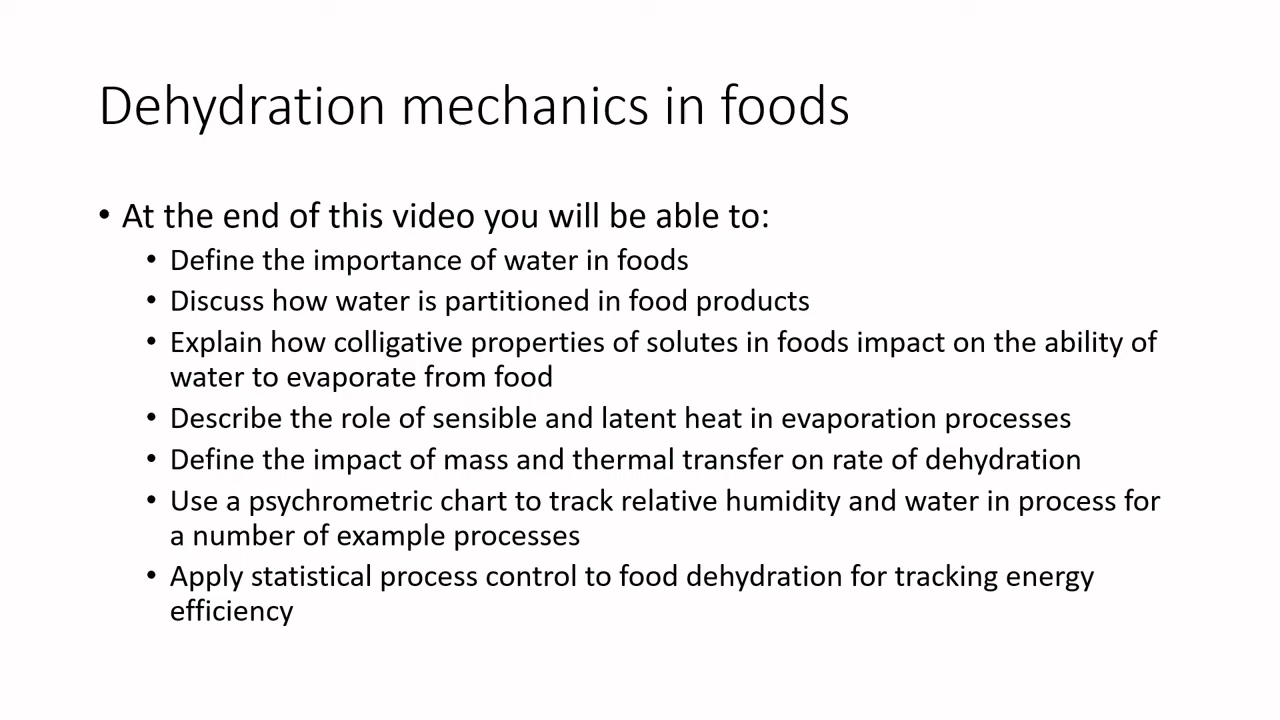 Dehydration mechanics in foods
• At the end of this video you will be able to:
• Define the importance of water in foods
• Discuss how water is partitioned in food products
• Explain how colligative properties of solutes in foods impact on the ability of
water to evaporate from food
• Describe the role of sensible and latent heat in evaporation processes
• Define the impact of mass and thermal transfer on rate of dehydration
• Use a psychrometric chart to track relative humidity and water in process for
a number of example processes
• Apply statistical process control to food dehydration for tracking energy
efficiency